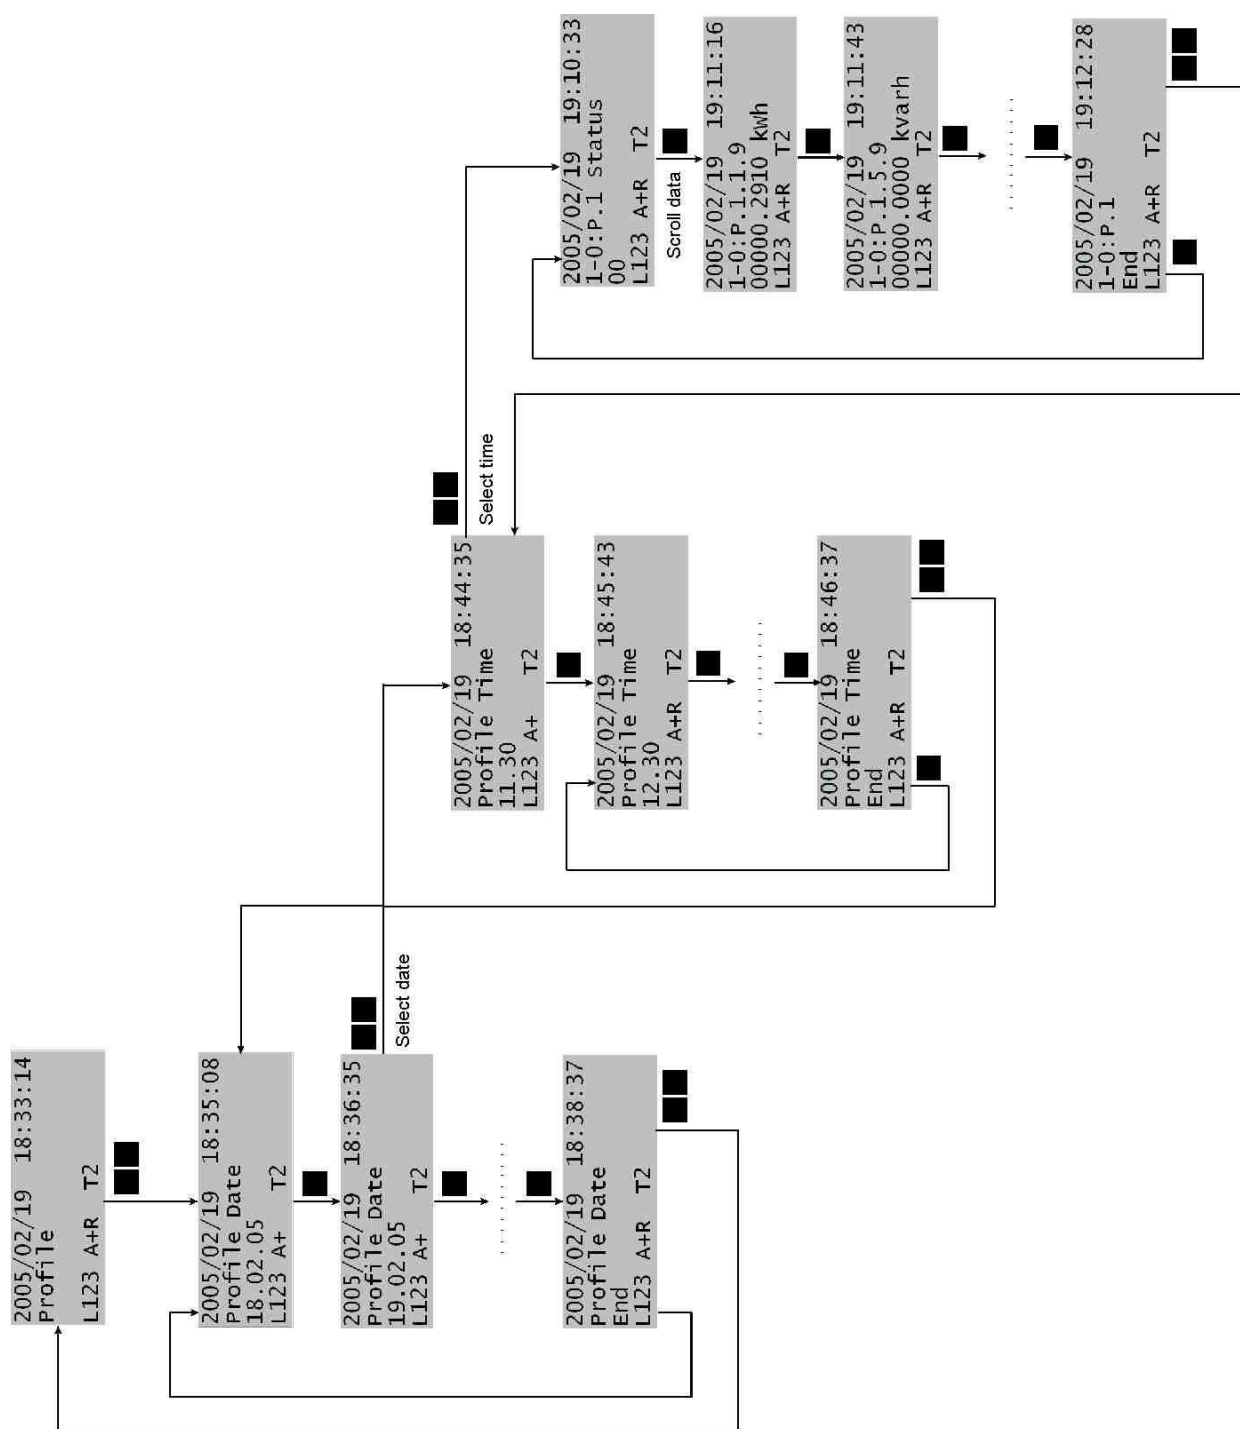 2005/02/19 18:33:14
Profile
L123 A+R T2
2005/02/19 18:35:08
Profile Date
18.02.05
L123 A+ T2
2005/02/19 18:36:35
Profile Date
19.02.05
L123 A+ T2
Select date
2005/02/19 18:38:37
Profile Date
End
L123 A+R T2
2005/02/19 18:44:35
Profile Time
11.30
L123 A+ T2
Select time
2005/02/19 18:45:43
Profile Time
12.30
L123 A+R T2
2005/02/19 18:46:37
Profile Time
End
L123 A+R T2
2005/02/19 19:10:33
1-0:P.1 Status
00
L123 A+R T2
Scroll data
2005/02/19 19:11:16
1-0:P.1.1.9
00000.2910 kWh
L123 A+R T2
2005/02/19 19:11:43
1-0:P.1.5.9
00000.0000 kvarh
L123 A+R T2
2005/02/19 19:12:28
1-0:P.1
End
L123 A+R T2